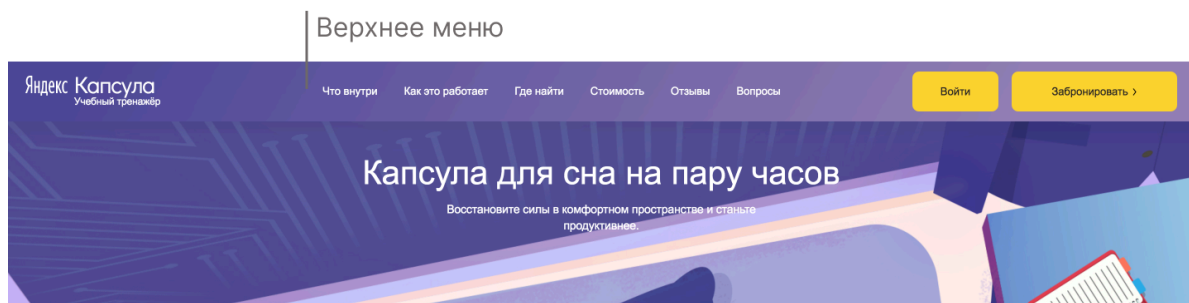 Верхнее меню
Яндекс Капсула
Учебный тренажёр
Что внутри Как это работает Где найти Стоимость Отзывы Вопросы Войти Забронировать >
Капсула для сна на пару часов
Восстановите силы в комфортном пространстве и станьте
продуктивнее.